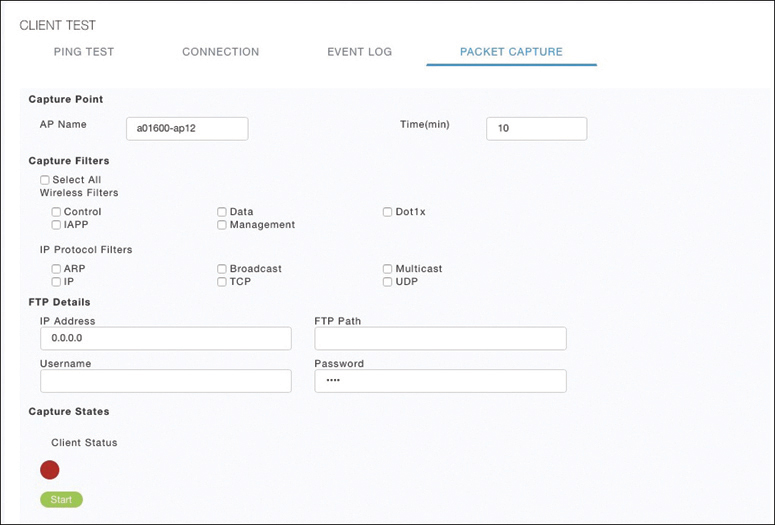 CLIENT TEST
PING TEST CONNECTION EVENT LOG PACKET CAPTURE
Capture Point
AP Name a01600-ap12 Time(min) 10
Capture Filters
Select All
Wireless Filters
Control Data Dot1x
IAPP Management
IP Protocol Filters
ARP Broadcast Multicast
IP TCP UDP
FTP Details
IP Address FTP Path
0.0.0.0
Username Password
••••
Capture States
Client Status
Start